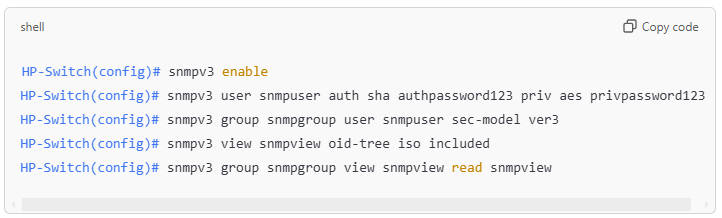 shell
Copy code
HP-Switch(config)# snmpv3 enable
HP-Switch(config)# snmpv3 user snmpuser auth sha authpassword123 priv aes privpassword123
HP-Switch(config)# snmpv3 group snmpgroup user snmpuser sec-model ver3
HP-Switch(config)# snmpv3 view snmpview oid-tree iso included
HP-Switch(config)# snmpv3 group snmpgroup view snmpview read snmpview